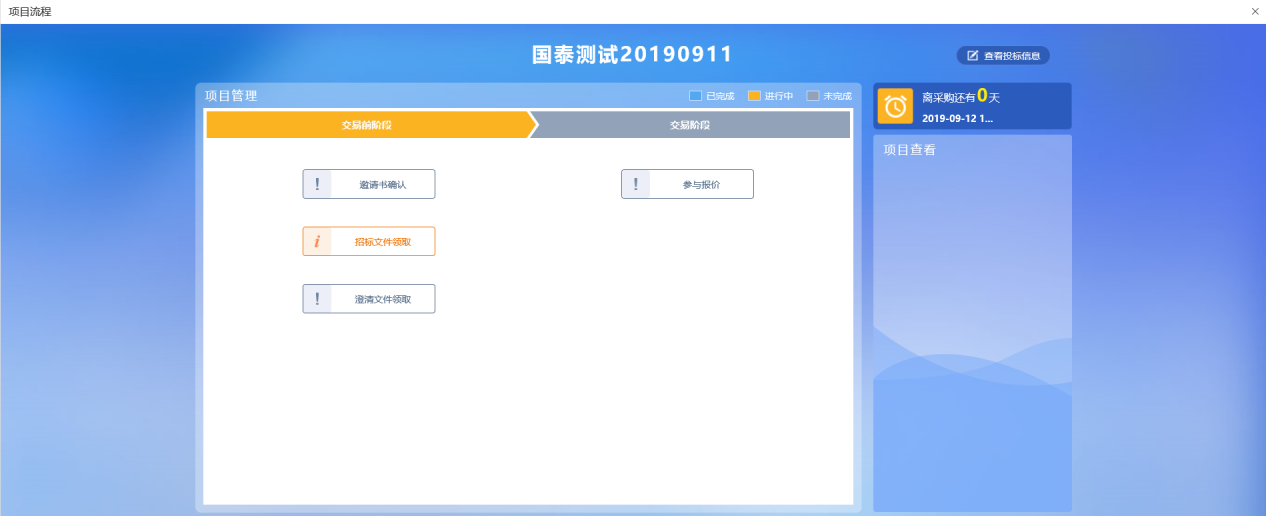 项目流程
国泰测试20190911
查看投标信息
项目管理
已完成
进行中
未完成
离采购还有0天
2019-09-12 1...
交易前阶段
交易阶段
项目查看
! 邀请书确认
! 参与报价
i 招标文件领取
! 澄清文件领取